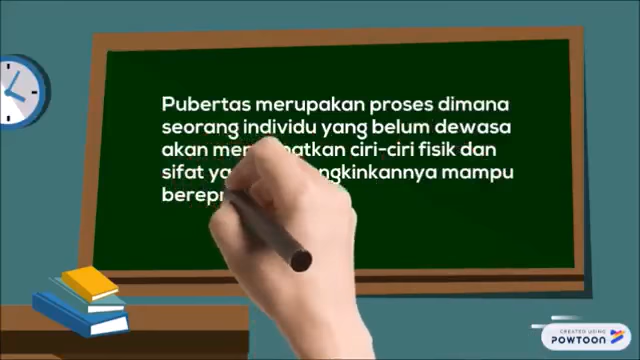 Pubertas merupakan proses dimana
seorang individu yang belum dewasa
akan ciri-ciri fisik dan
sifat mampu
CREATED USING
POWTOON